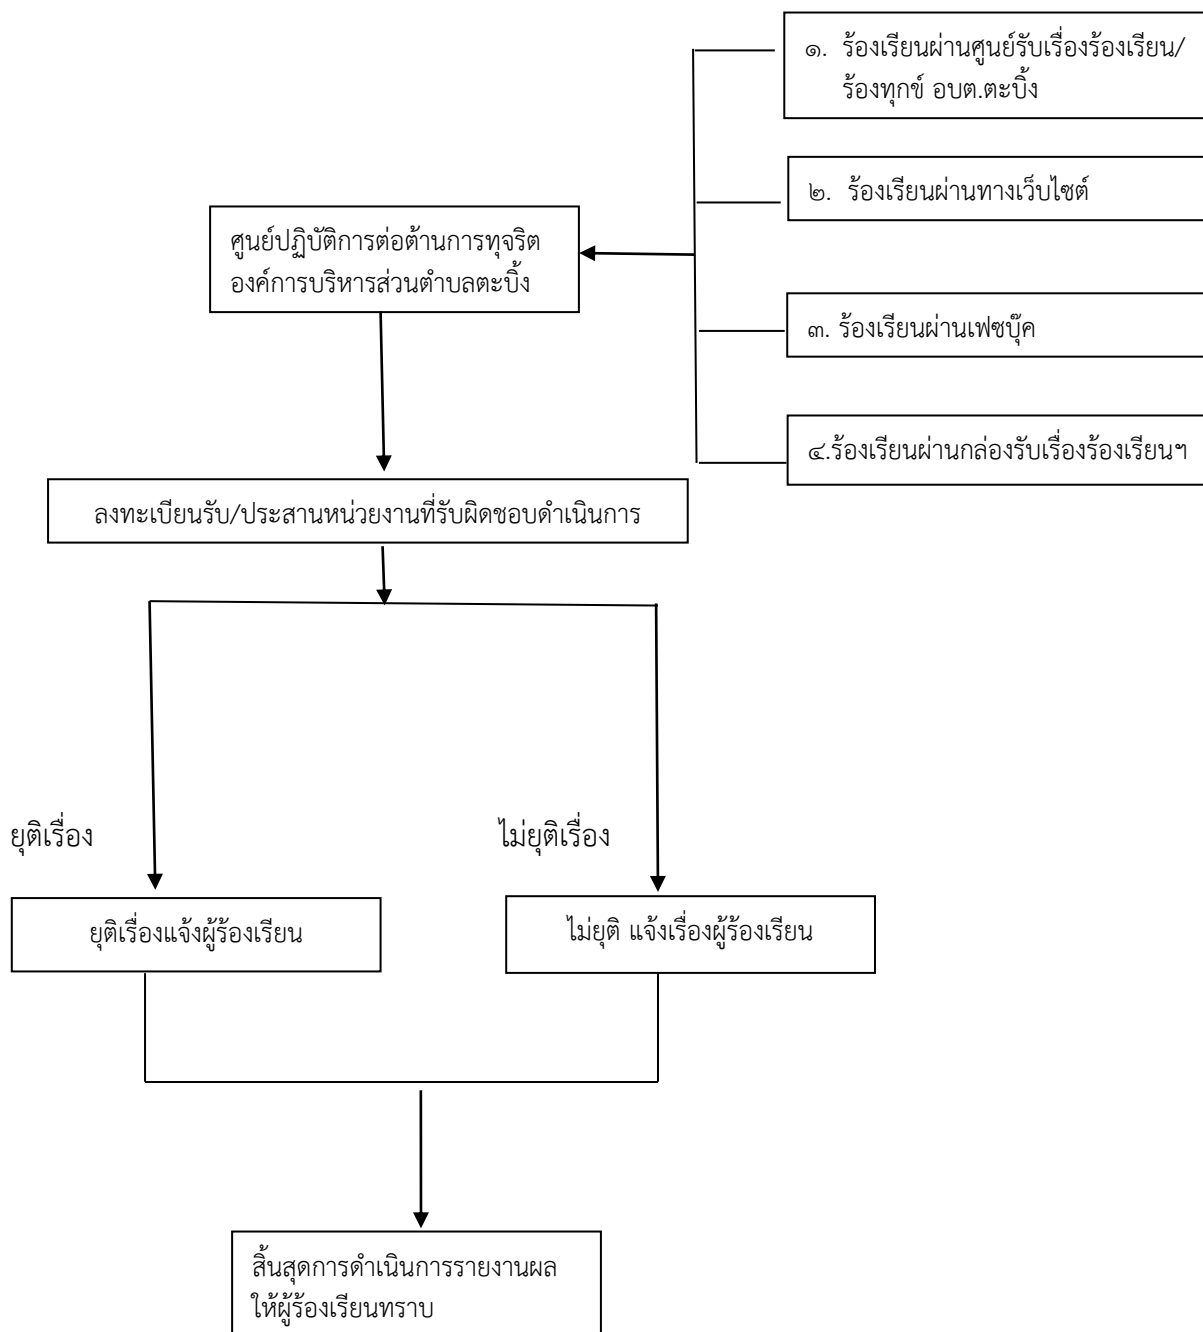 ๑. ร้องเรียนผ่านศูนย์รับเรื่องร้องเรียน/
ร้องทุกข์ อบต.ตะบิ้ง
๒. ร้องเรียนผ่านทางเว็บไซต์
ศูนย์ปฏิบัติการต่อต้านการทุจริต
องค์การบริหารส่วนตำบลตะบิ้ง
๓. ร้องเรียนผ่านเฟซบุ๊ค
๔.ร้องเรียนผ่านกล่องรับเรื่องร้องเรียนฯ
ลงทะเบียนรับ/ประสานหน่วยงานที่รับผิดชอบดำเนินการ
ยุติเรื่อง
ไม่ยุติเรื่อง
ยุติเรื่องแจ้งผู้ร้องเรียน
ไม่ยุติ แจ้งเรื่องผู้ร้องเรียน
สิ้นสุดการดำเนินการรายงานผล
ให้ผู้ร้องเรียนทราบ